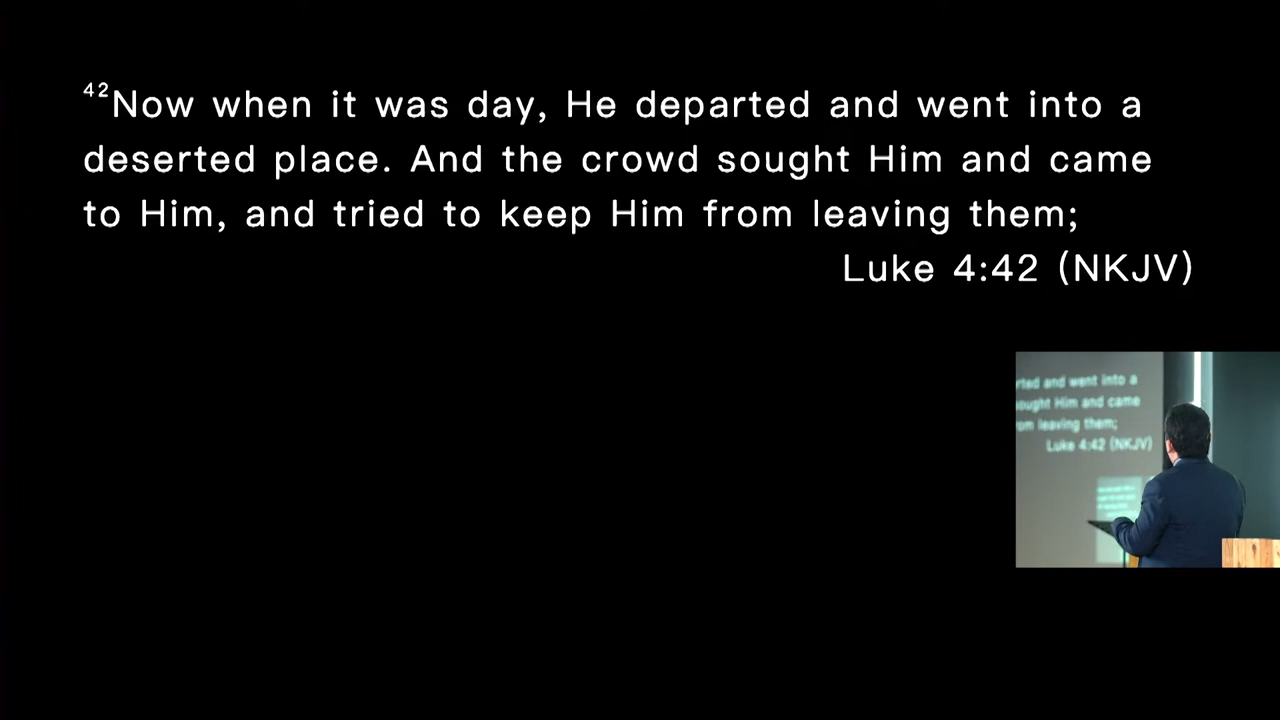 42Now when it was day, He departed and went into a
deserted place. And the crowd sought Him and came
to Him, and tried to keep Him from leaving them;
Luke 4:42 (NKJV)
rted and went into a
ought Him and came
om leaving them;
Luke 4:42 (NKJV)